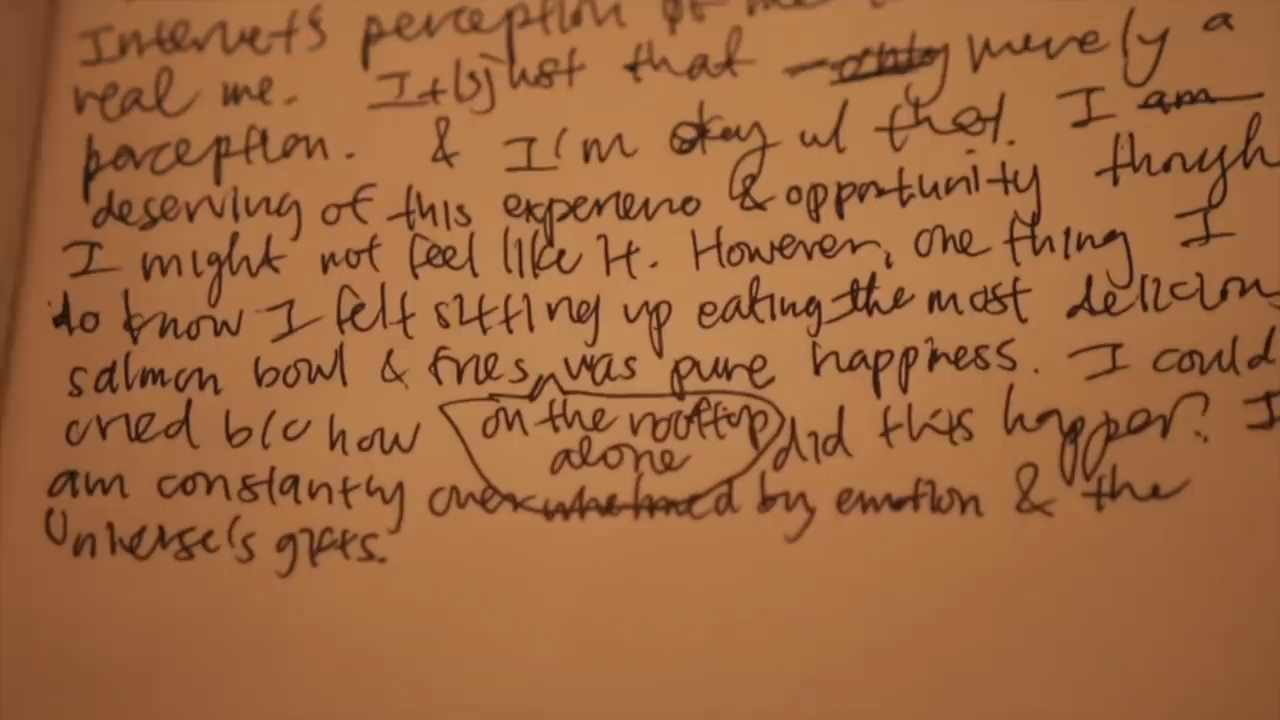 Internet's perception of me
real me. It(s) just that only merely a
perception. & I'm okay w/ that. I am
deserving of this experience & opportunity though
I might not feel like it. However, one thing I
do know I felt sitting up eating the most delicious
salmon bowl & fries, was pure happiness. I could
cried b/c how on the rooftop did this happen? I
alone
am constantly overwhelmed by emotion & the
Universe's gifts.